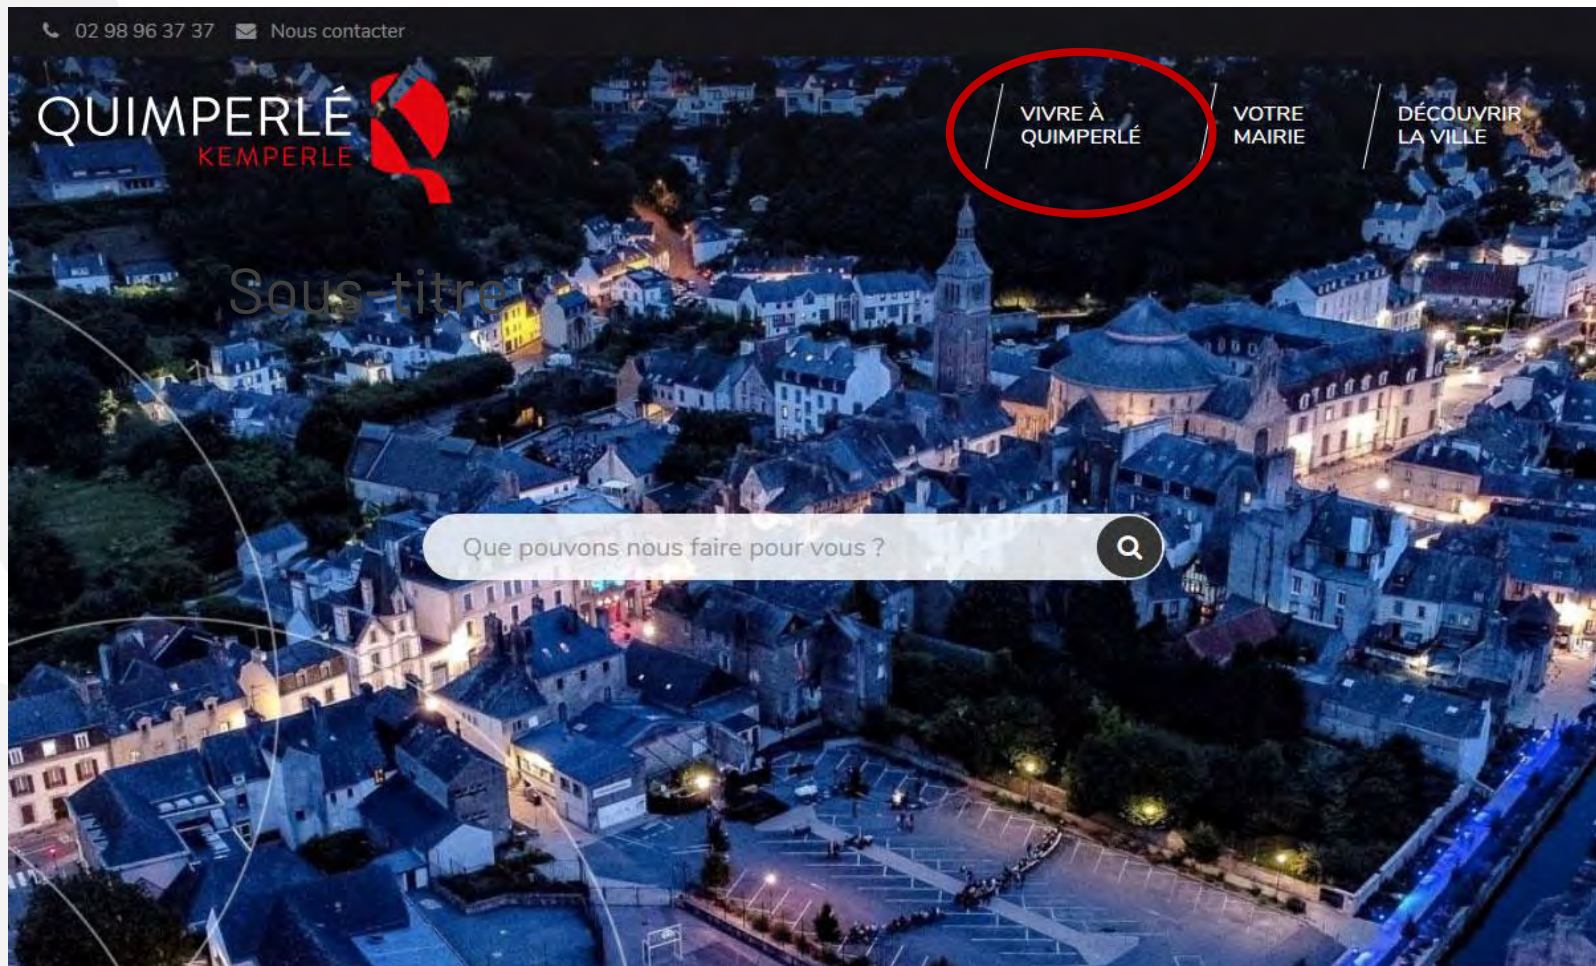 02 98 96 37 37 Nous contacter
QUIMPERLÉ
KEMPERLE
VIVRE À
QUIMPERLÉ
VOTRE
MAIRIE
DÉCOUVRIR
LA VILLE
Sous-titre
Que pouvons nous faire pour vous ?